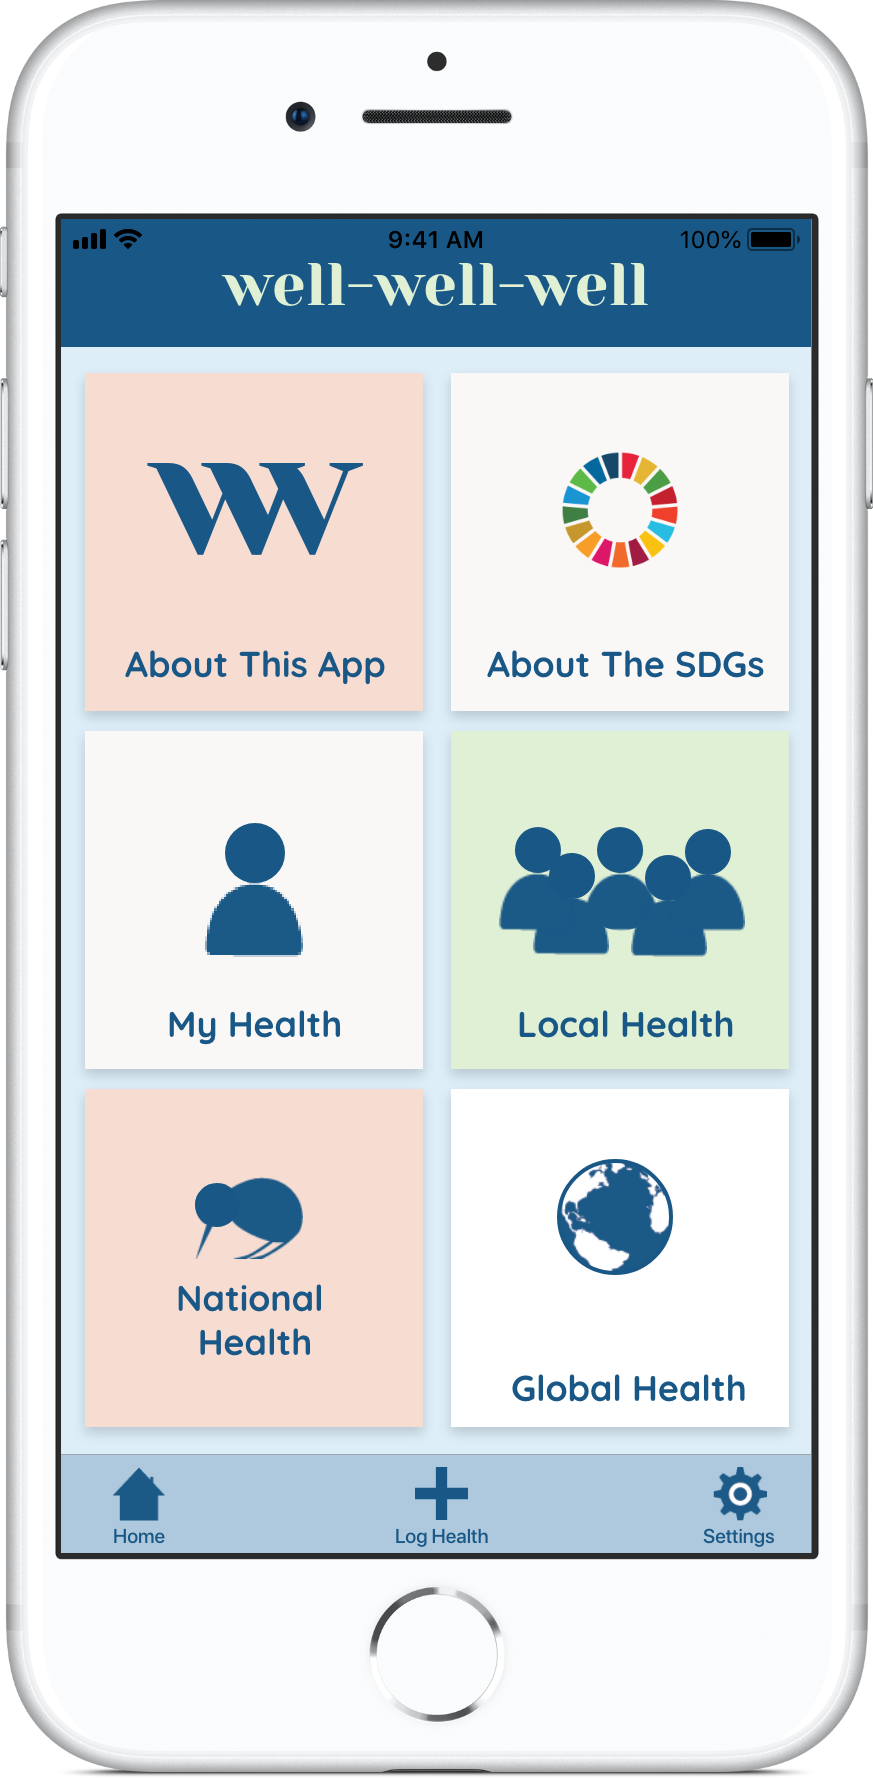 9:41 AM
100%
well-well-well
W
About This App
About The SDGs
My Health
Local Health
National
Health
Global Health
Home
Log Health
Settings